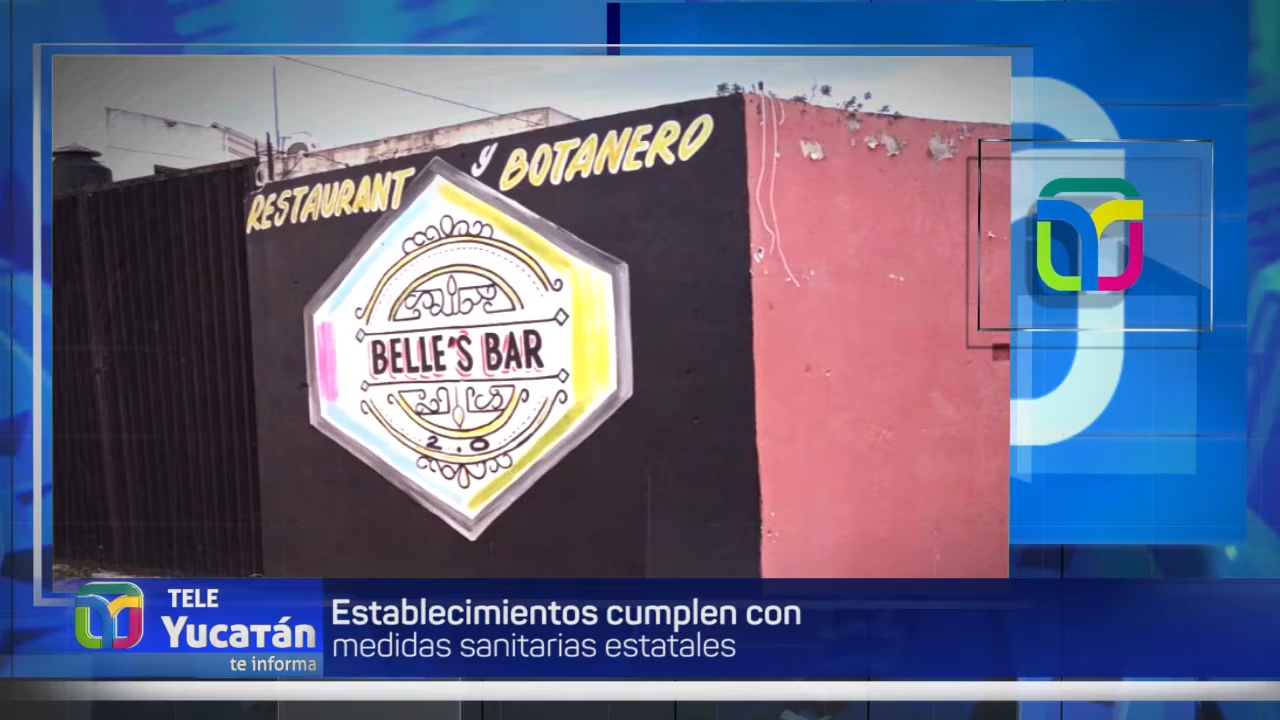 RESTAURANT y BOTANERO
BELLE'S BAR
2.0
TELE
Yucatán
te informa
Establecimientos cumplen con
medidas sanitarias estatales